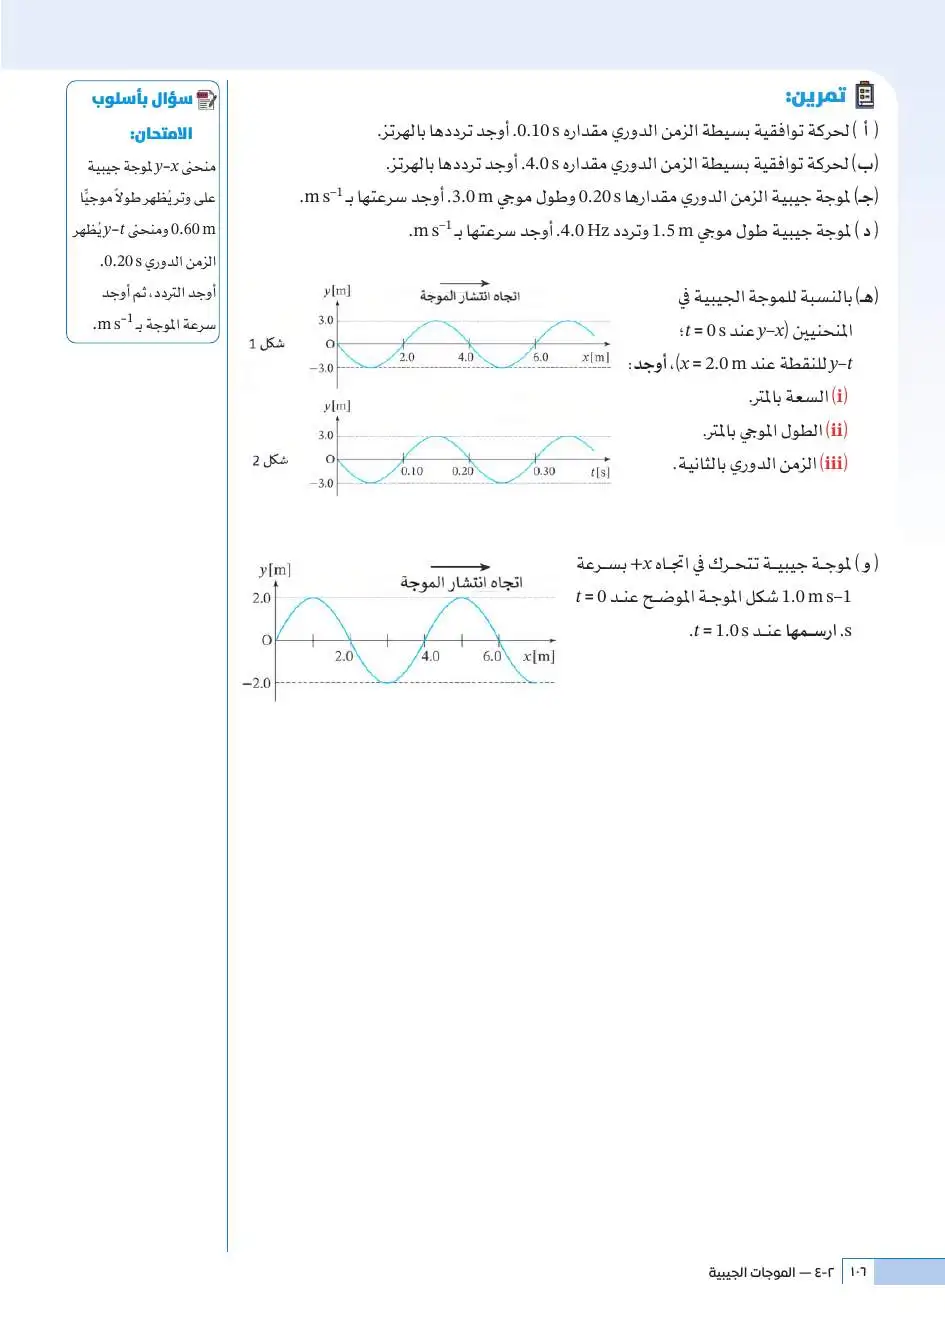 تمرين:
( أ ) لحركة توافقية بسيطة الزمن الدوري مقداره 0.10 s. أوجد ترددها بالهرتز.
(ب) لحركة توافقية بسيطة الزمن الدوري مقداره 4.0 s. أوجد ترددها بالهرتز.
(جـ) لموجة جيبية الزمن الدوري مقدارها 0.20 s وطول موجي 3.0 m. أوجد سرعتها بـ m s⁻¹.
( د ) لموجة جيبية طول موجي 1.5 m وتردد 4.0 Hz. أوجد سرعتها بـ m s⁻¹.
(هـ) بالنسبة للموجة الجيبية في
المنحنيين (y–x عند t = 0 s؛
y–t للنقطة عند x = 2.0 m)، أوجد:
(i) السعة بالمتر.
(ii) الطول الموجي بالمتر.
(iii) الزمن الدوري بالثانية.
y[m]
اتجاه انتشار الموجة
3.0
O
2.0 4.0 6.0 x[m]
–3.0
شكل 1
y[m]
3.0
O
0.10 0.20 0.30 t[s]
–3.0
شكل 2
( و ) لموجة جيبية تتحرك في اتجاه +x بسرعة
1.0 m s–1 شكل الموجة الموضح عند t = 0
s. ارسمها عند t = 1.0 s.
y[m]
اتجاه انتشار الموجة
2.0
O
2.0 4.0 6.0 x[m]
–2.0
سؤال بأسلوب
الامتحان:
منحنى y–x لموجة جيبية
على وتر يُظهر طولاً موجيًّا
0.60 m ومنحنى y–t يُظهر
الزمن الدوري 0.20 s.
أوجد التردد، ثم أوجد
سرعة الموجة بـ m s⁻¹.
١٠٦ ٢-٤ — الموجات الجيبية